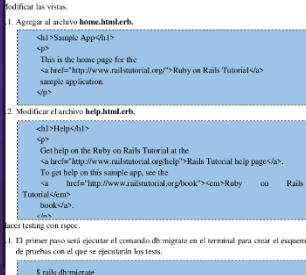 Modificar las vistas.
1. Agregar al archivo home.html.erb.
<h1>Sample App</h1>
<p>
This is the home page for the
<a href="http://www.railstutorial.org/">Ruby on Rails Tutorial</a>
sample application.
</p>
2. Modificar el archivo help.html.erb.
<h1>Help</h1>
<p>
Get help on the Ruby on Rails Tutorial at the
<a href="http://www.railstutorial.org/help">Rails Tutorial help page</a>.
To get help on this sample app, see the
<a href="http://www.railstutorial.org/book"><em>Ruby on Rails
Tutorial</em>
book</a>.
</p>
Hacer testing con rspec.
1. El primer paso será ejecutar el comando db:migrate en el terminal para crear el esquem
de pruebas con el que se ejecutarán los tests.
$ rails db:migrate